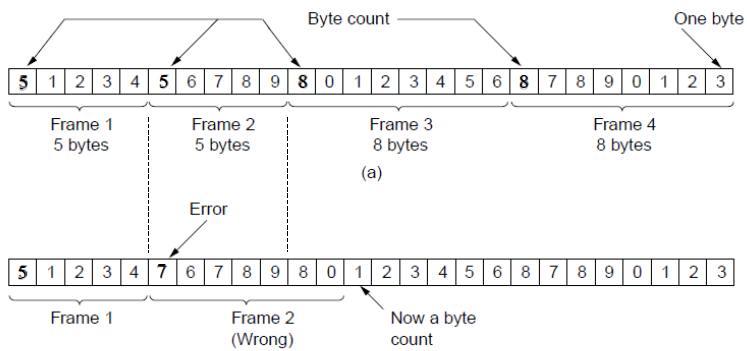 Byte count
One byte
5 1 2 3 4 5 6 7 8 9 8 0 1 2 3 4 5 6 8 7 8 9 0 1 2 3
Frame 1 Frame 2 Frame 3 Frame 4
5 bytes 5 bytes 8 bytes 8 bytes
(a)
Error
5 1 2 3 4 7 6 7 8 9 8 0 1 2 3 4 5 6 8 7 8 9 0 1 2 3
Frame 1 Frame 2 Now a byte
(Wrong) count